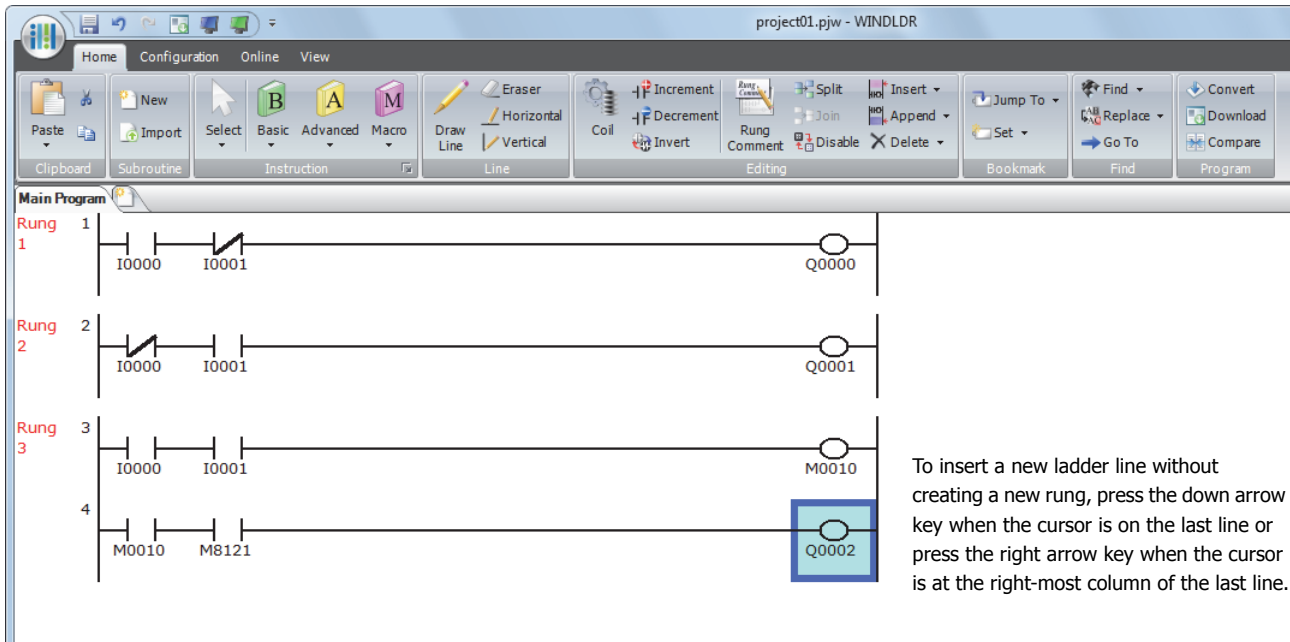 project01.pjw - WINDLDR
Home Configuration Online View
Paste
New
Import
Select Basic Advanced Macro
Draw Line
Eraser
Horizontal
Vertical
Coil
Increment
Decrement
Invert
Rung Comment
Split
Join
Disable
Insert
Append
Delete
Jump To
Set
Find
Replace
Go To
Convert
Download
Compare
Clipboard Subroutine Instruction Line Editing Bookmark Find Program
Main Program
Rung 1
1
I0000 I0001 Q0000
Rung 2
2
I0000 I0001 Q0001
Rung 3
3
I0000 I0001 M0010
4
M0010 M8121 Q0002
To insert a new ladder line without
creating a new rung, press the down arrow
key when the cursor is on the last line or
press the right arrow key when the cursor
is at the right-most column of the last line.